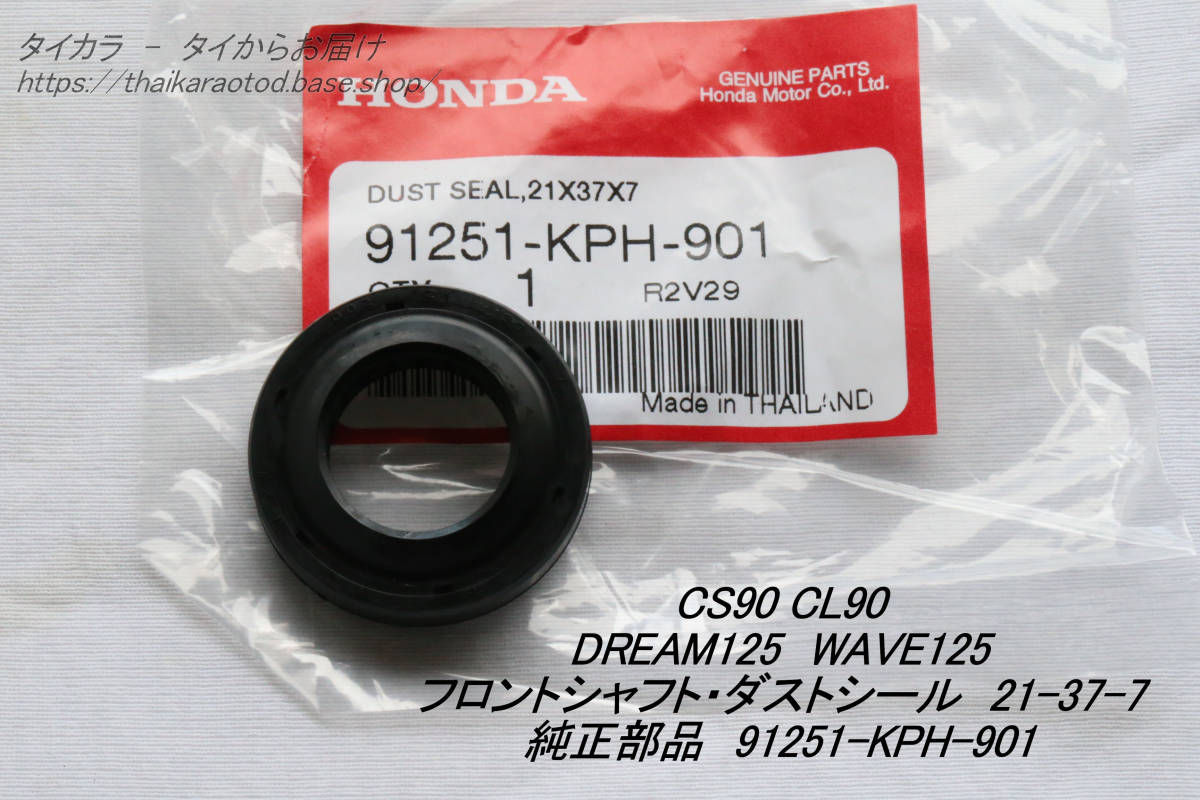 タイカラ － タイからお届け
https://thaikaraotod.base.shop/
HONDA
GENUINE PARTS
Honda Motor Co., Ltd.
DUST SEAL,21X37X7
91251-KPH-901
QTY 1 R2V29
Made in THAILAND
CS90 CL90
DREAM125 WAVE125
フロントシャフト・ダストシール 21-37-7
純正部品 91251-KPH-901